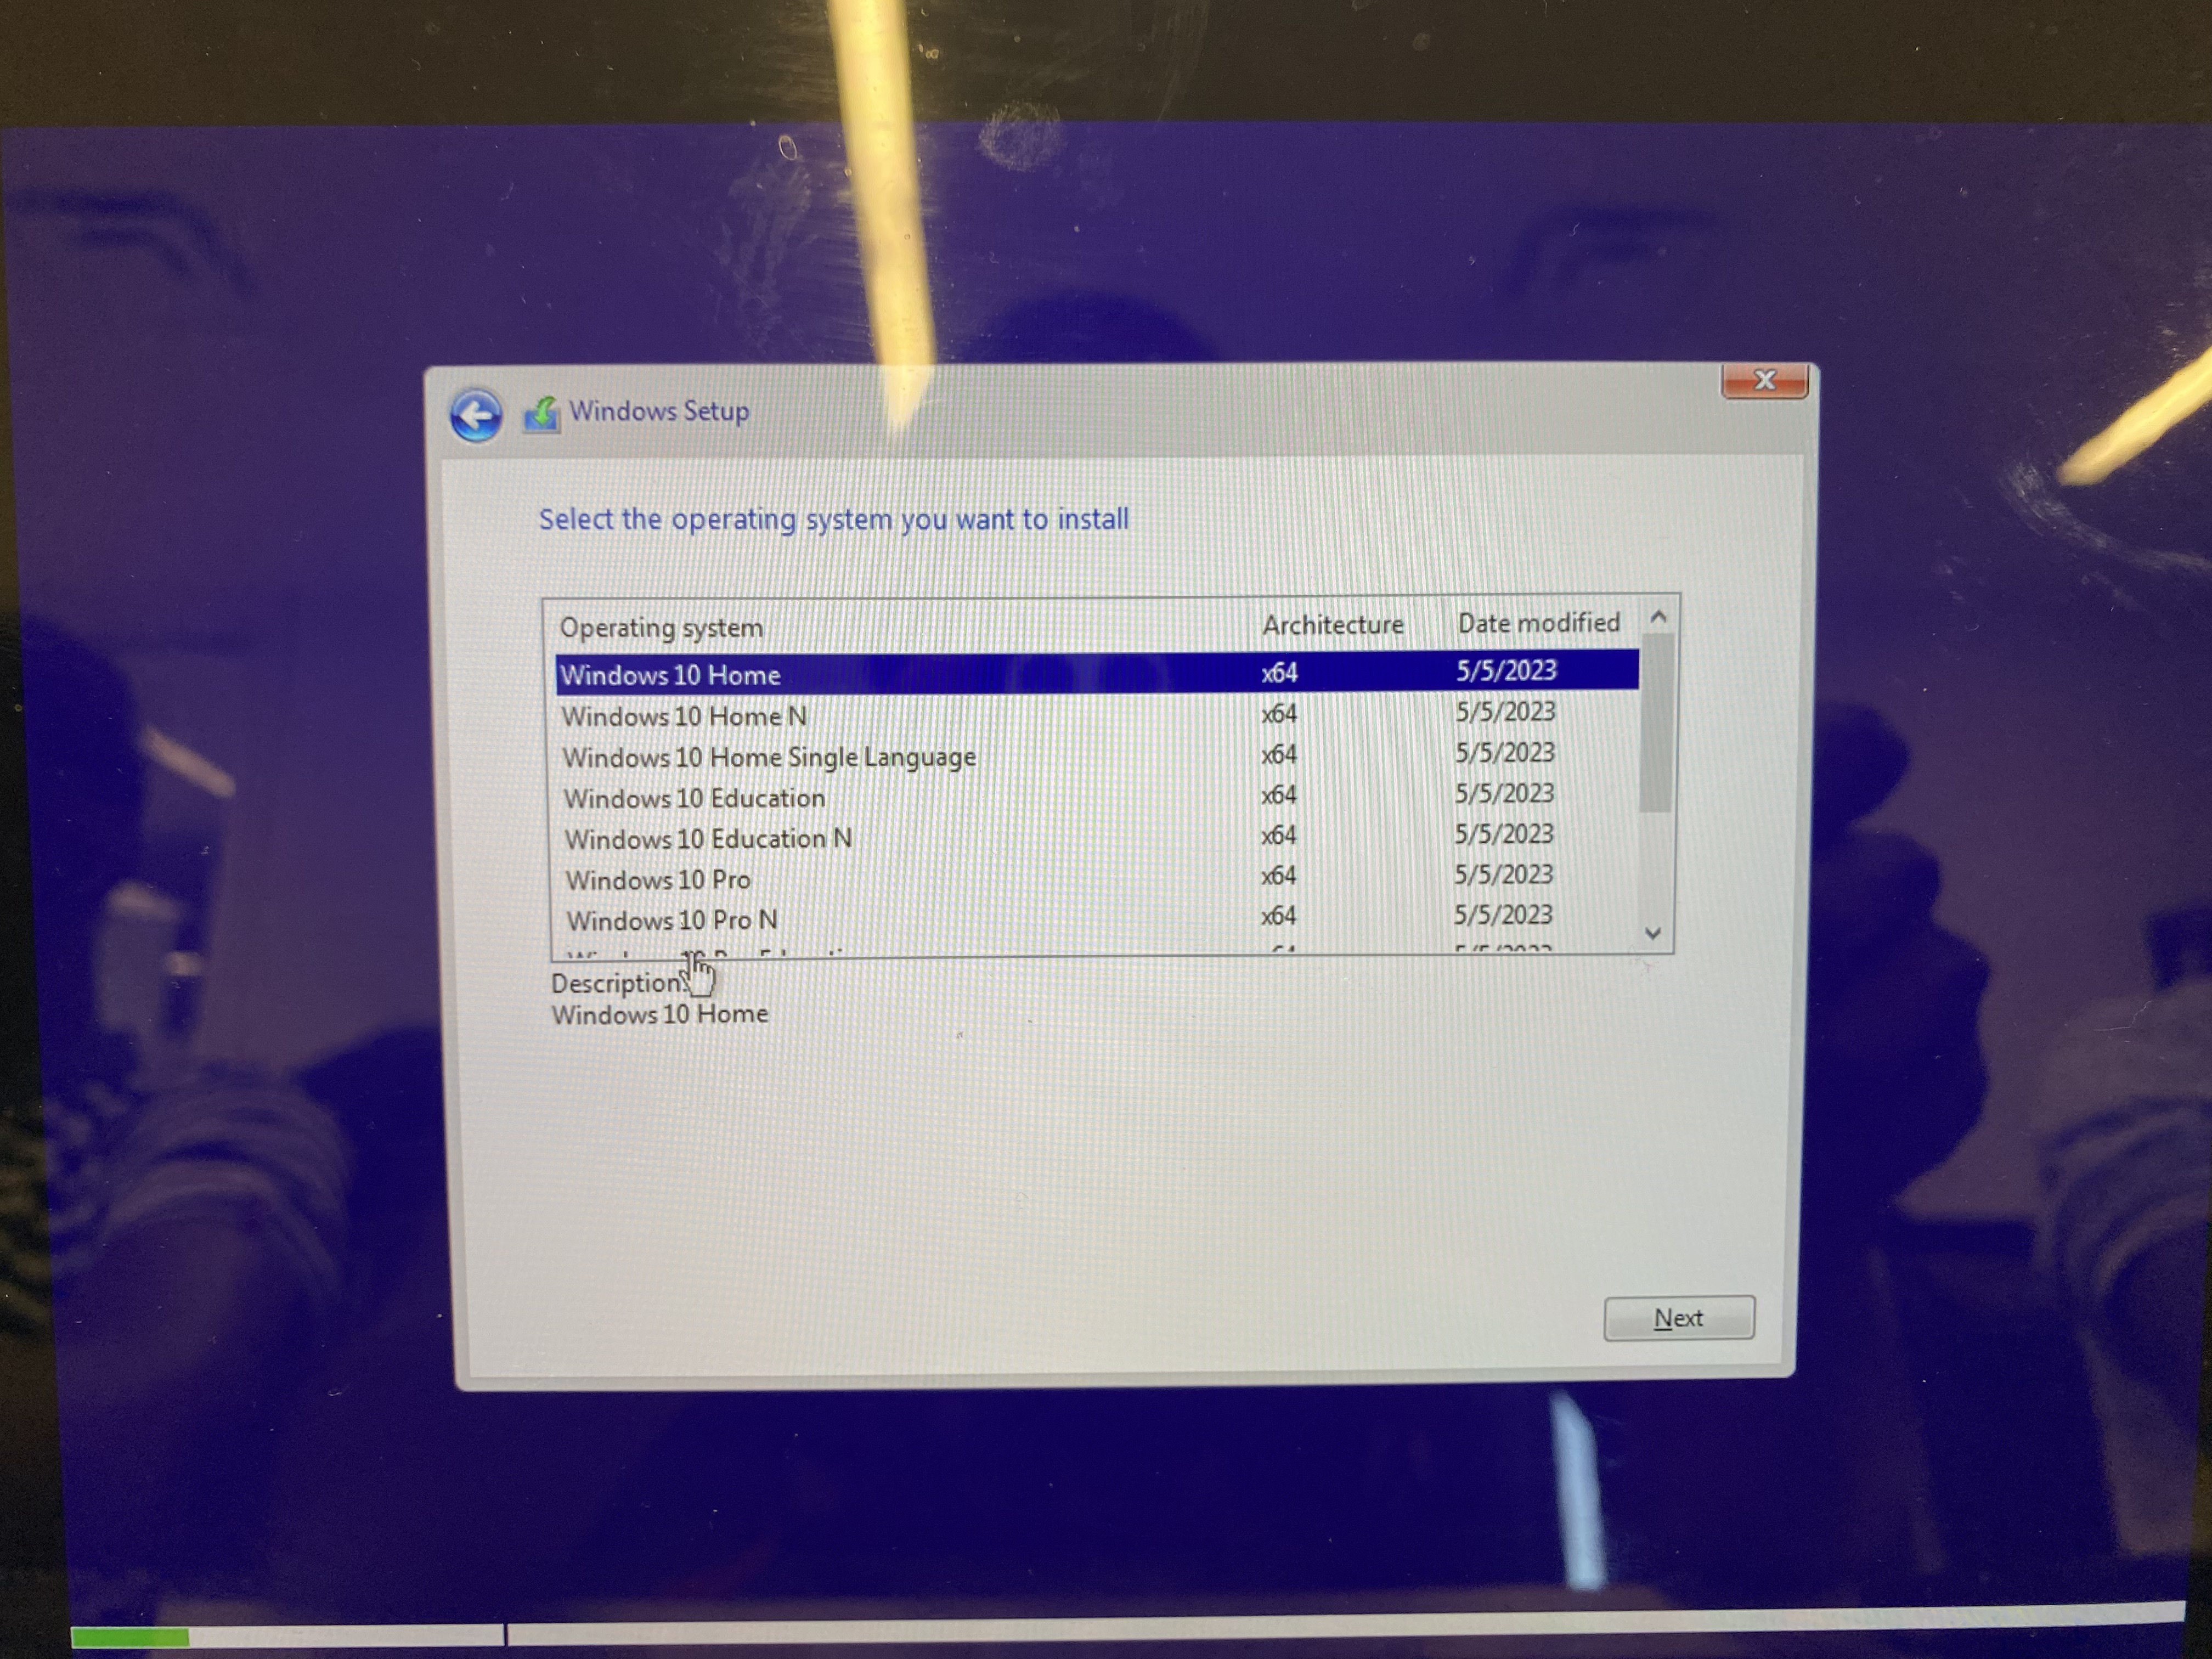 Windows Setup
X
Select the operating system you want to install
Operating system Architecture Date modified
Windows 10 Home x64 5/5/2023
Windows 10 Home N x64 5/5/2023
Windows 10 Home Single Language x64 5/5/2023
Windows 10 Education x64 5/5/2023
Windows 10 Education N x64 5/5/2023
Windows 10 Pro x64 5/5/2023
Windows 10 Pro N x64 5/5/2023
Description:
Windows 10 Home
Next